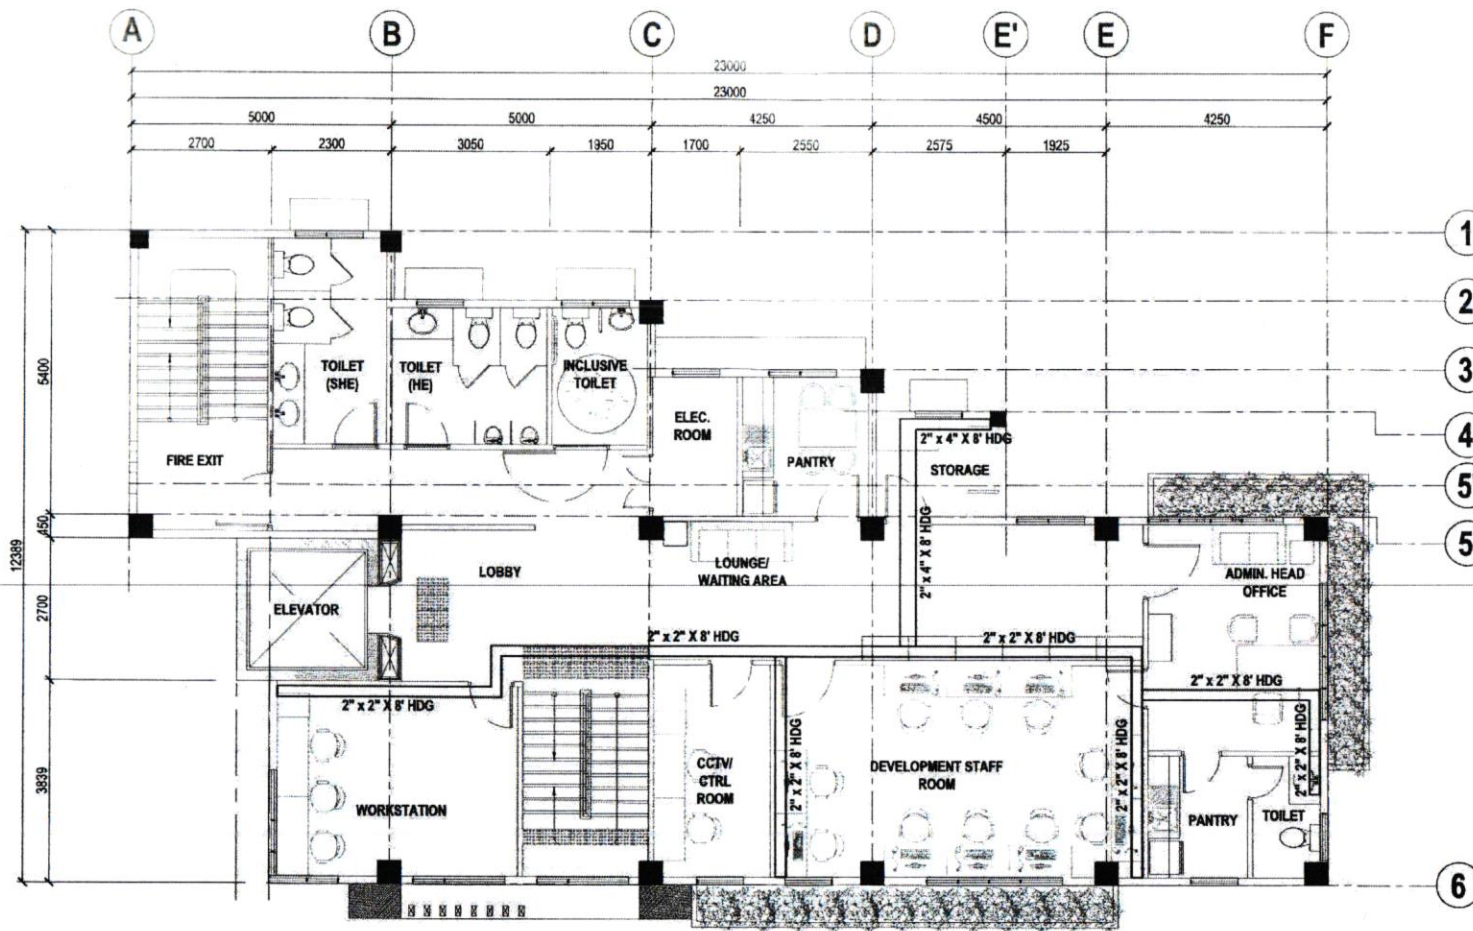 A B C D E' E F
23000
23000
5000 5000 4250 4500 4250
2700 2300 3050 1950 1700 2550 2575 1925
1
2
3
4
5'
5
6
12389
5400
450
2700
3839
TOILET
(SHE)
TOILET
(HE)
INCLUSIVE
TOILET
ELEC.
ROOM
PANTRY
2" x 4" X 8' HDG
STORAGE
FIRE EXIT
2" x 4" X 8' HDG
LOBBY
LOUNGE/
WAITING AREA
ELEVATOR
ADMIN. HEAD
OFFICE
2" x 2" X 8' HDG
2" x 2" X 8' HDG
2" x 2" X 8' HDG
2" x 2" X 8' HDG
WORKSTATION
CCTV/
CTRL
ROOM
2" x 2" X 8' HDG
DEVELOPMENT STAFF
ROOM
2" x 2" X 8' HDG
2" x 2" X 8' HDG
PANTRY
TOILET